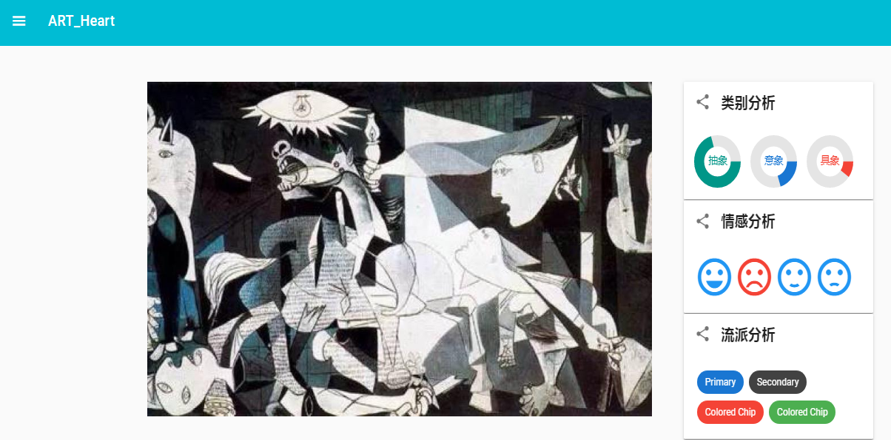 ART_Heart
类别分析
抽象 意象 具象
情感分析
流派分析
Primary Secondary
Colored Chip Colored Chip